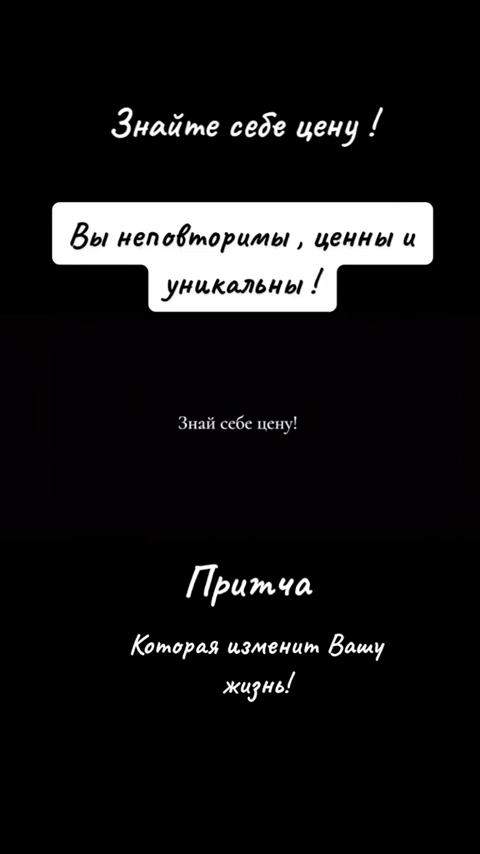 Знайте себе цену !
Вы неповторимы , ценны и
уникальны !
Знай себе цену!
Притча
Которая изменит Вашу
жизнь!